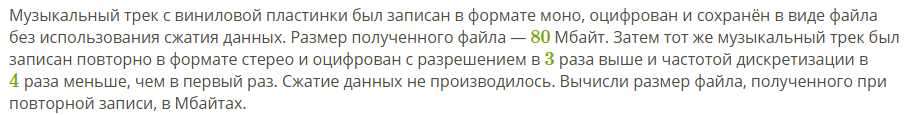 Музыкальный трек с виниловой пластинки был записан в формате моно, оцифрован и сохранён в виде файла
без использования сжатия данных. Размер полученного файла — 80 Мбайт. Затем тот же музыкальный трек был
записан повторно в формате стерео и оцифрован с разрешением в 3 раза выше и частотой дискретизации в
4 раза меньше, чем в первый раз. Сжатие данных не производилось. Вычисли размер файла, полученного при
повторной записи, в Мбайтах.